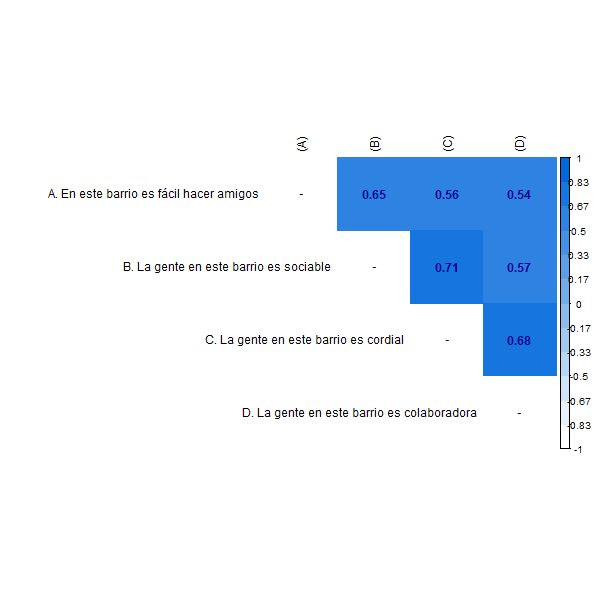 (A) (B) (C) (D)
A. En este barrio es fácil hacer amigos - 0.65 0.56 0.54
B. La gente en este barrio es sociable - 0.71 0.57
C. La gente en este barrio es cordial - 0.68
D. La gente en este barrio es colaboradora -
1
0.83
0.67
0.5
0.33
0.17
0
-0.17
-0.33
-0.5
-0.67
-0.83
-1